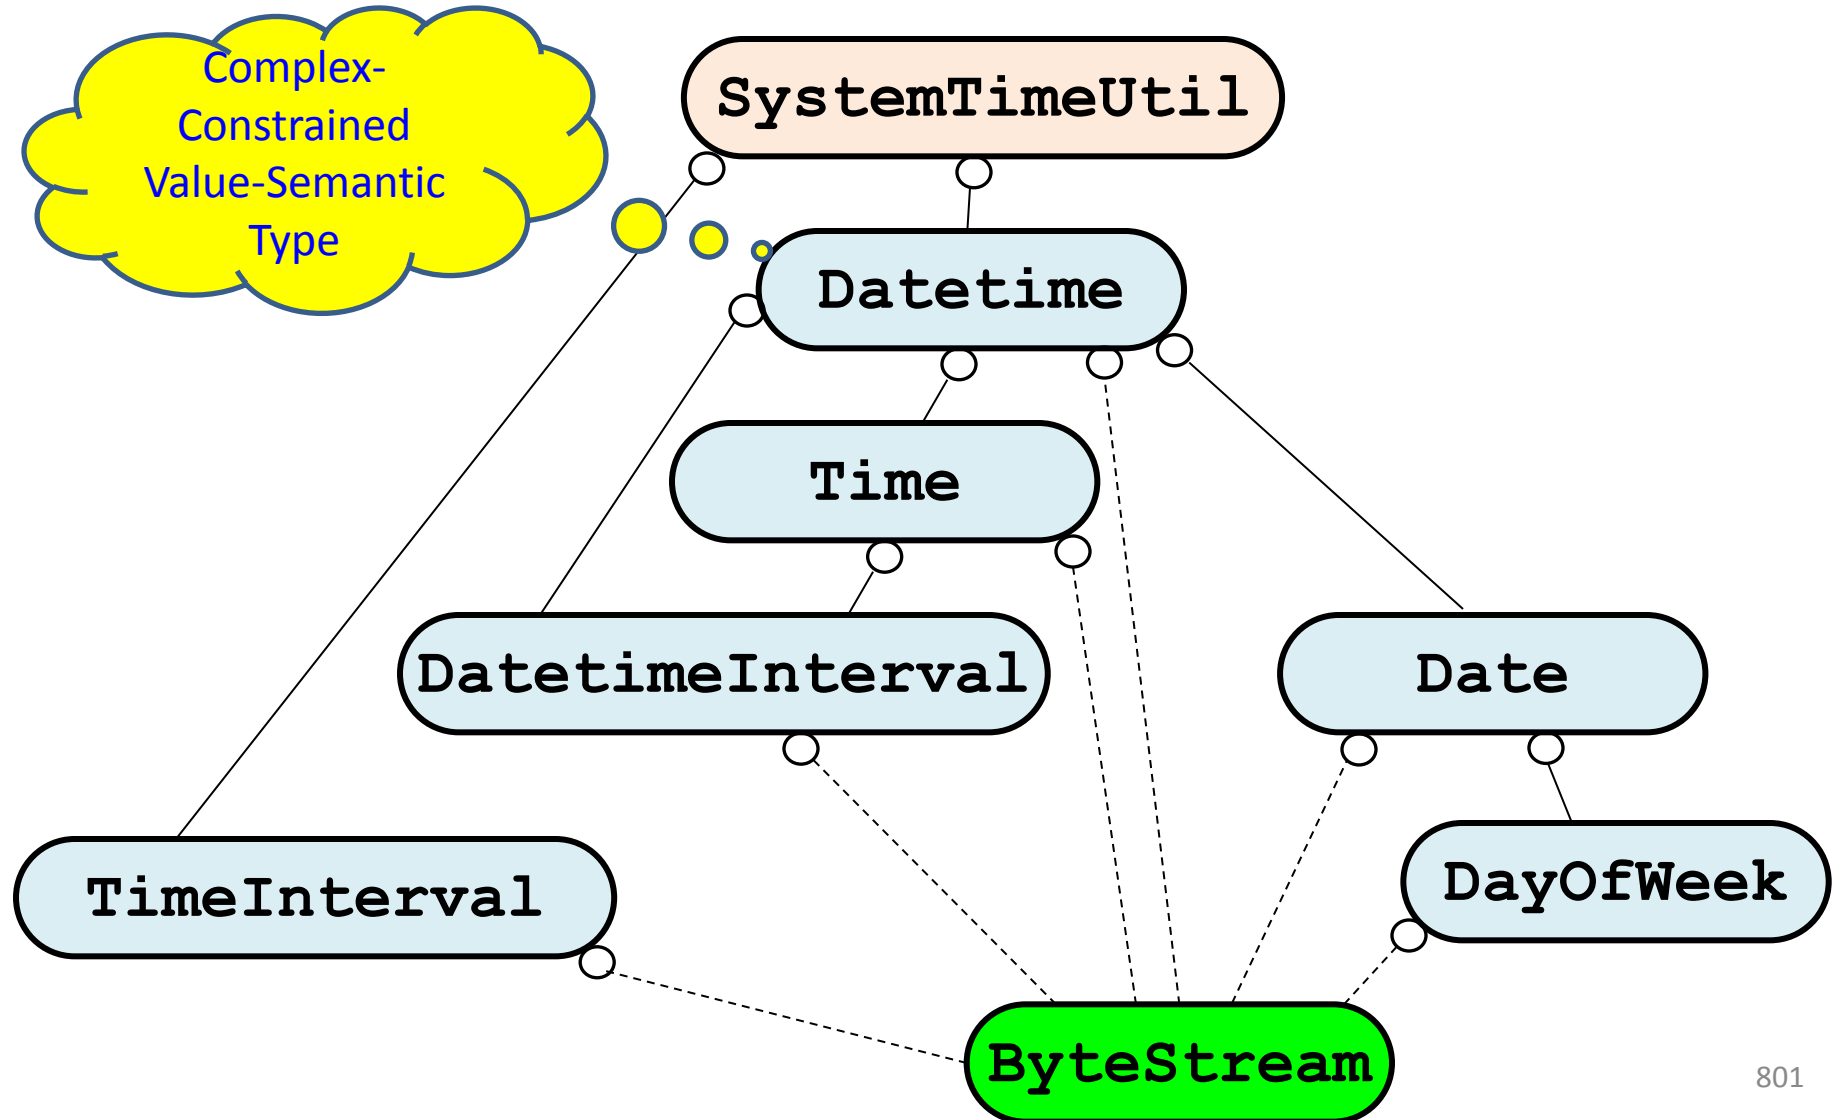 Complex-
Constrained
Value-Semantic
Type
SystemTimeUtil
Datetime
Time
DatetimeInterval
Date
TimeInterval
DayOfWeek
ByteStream
801